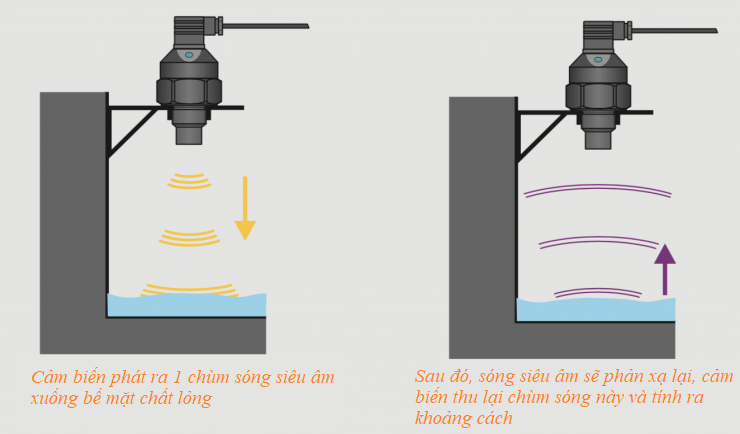 Cảm biến phát ra 1 chùm sóng siêu âm
xuống bề mặt chất lỏng
Sau đó, sóng siêu âm sẽ phản xạ lại, cảm
biến thu lại chùm sóng này và tính ra
khoảng cách